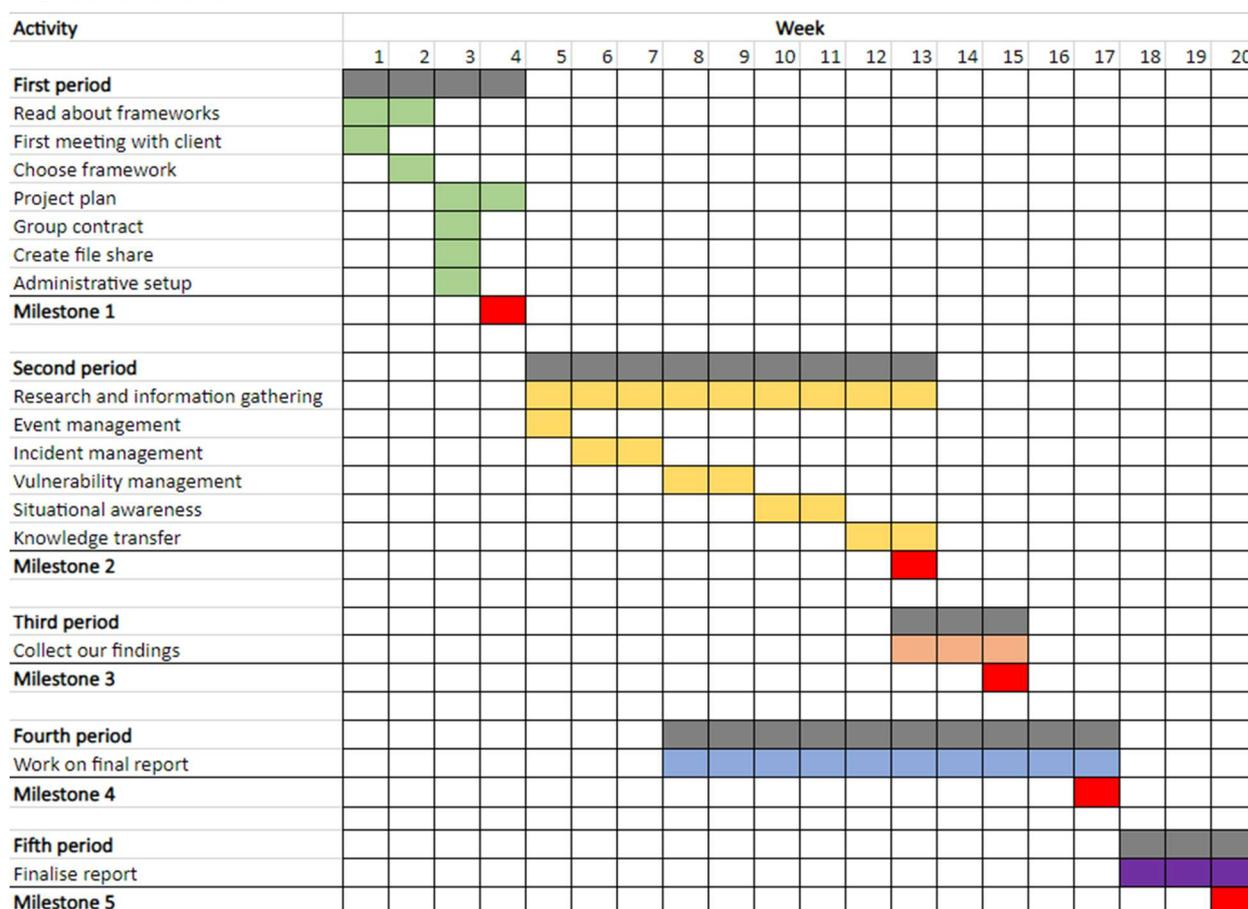 Activity Week
1 2 3 4 5 6 7 8 9 10 11 12 13 14 15 16 17 18 19 20
First period
Read about frameworks
First meeting with client
Choose framework
Project plan
Group contract
Create file share
Administrative setup
Milestone 1
Second period
Research and information gathering
Event management
Incident management
Vulnerability management
Situational awareness
Knowledge transfer
Milestone 2
Third period
Collect our findings
Milestone 3
Fourth period
Work on final report
Milestone 4
Fifth period
Finalise report
Milestone 5